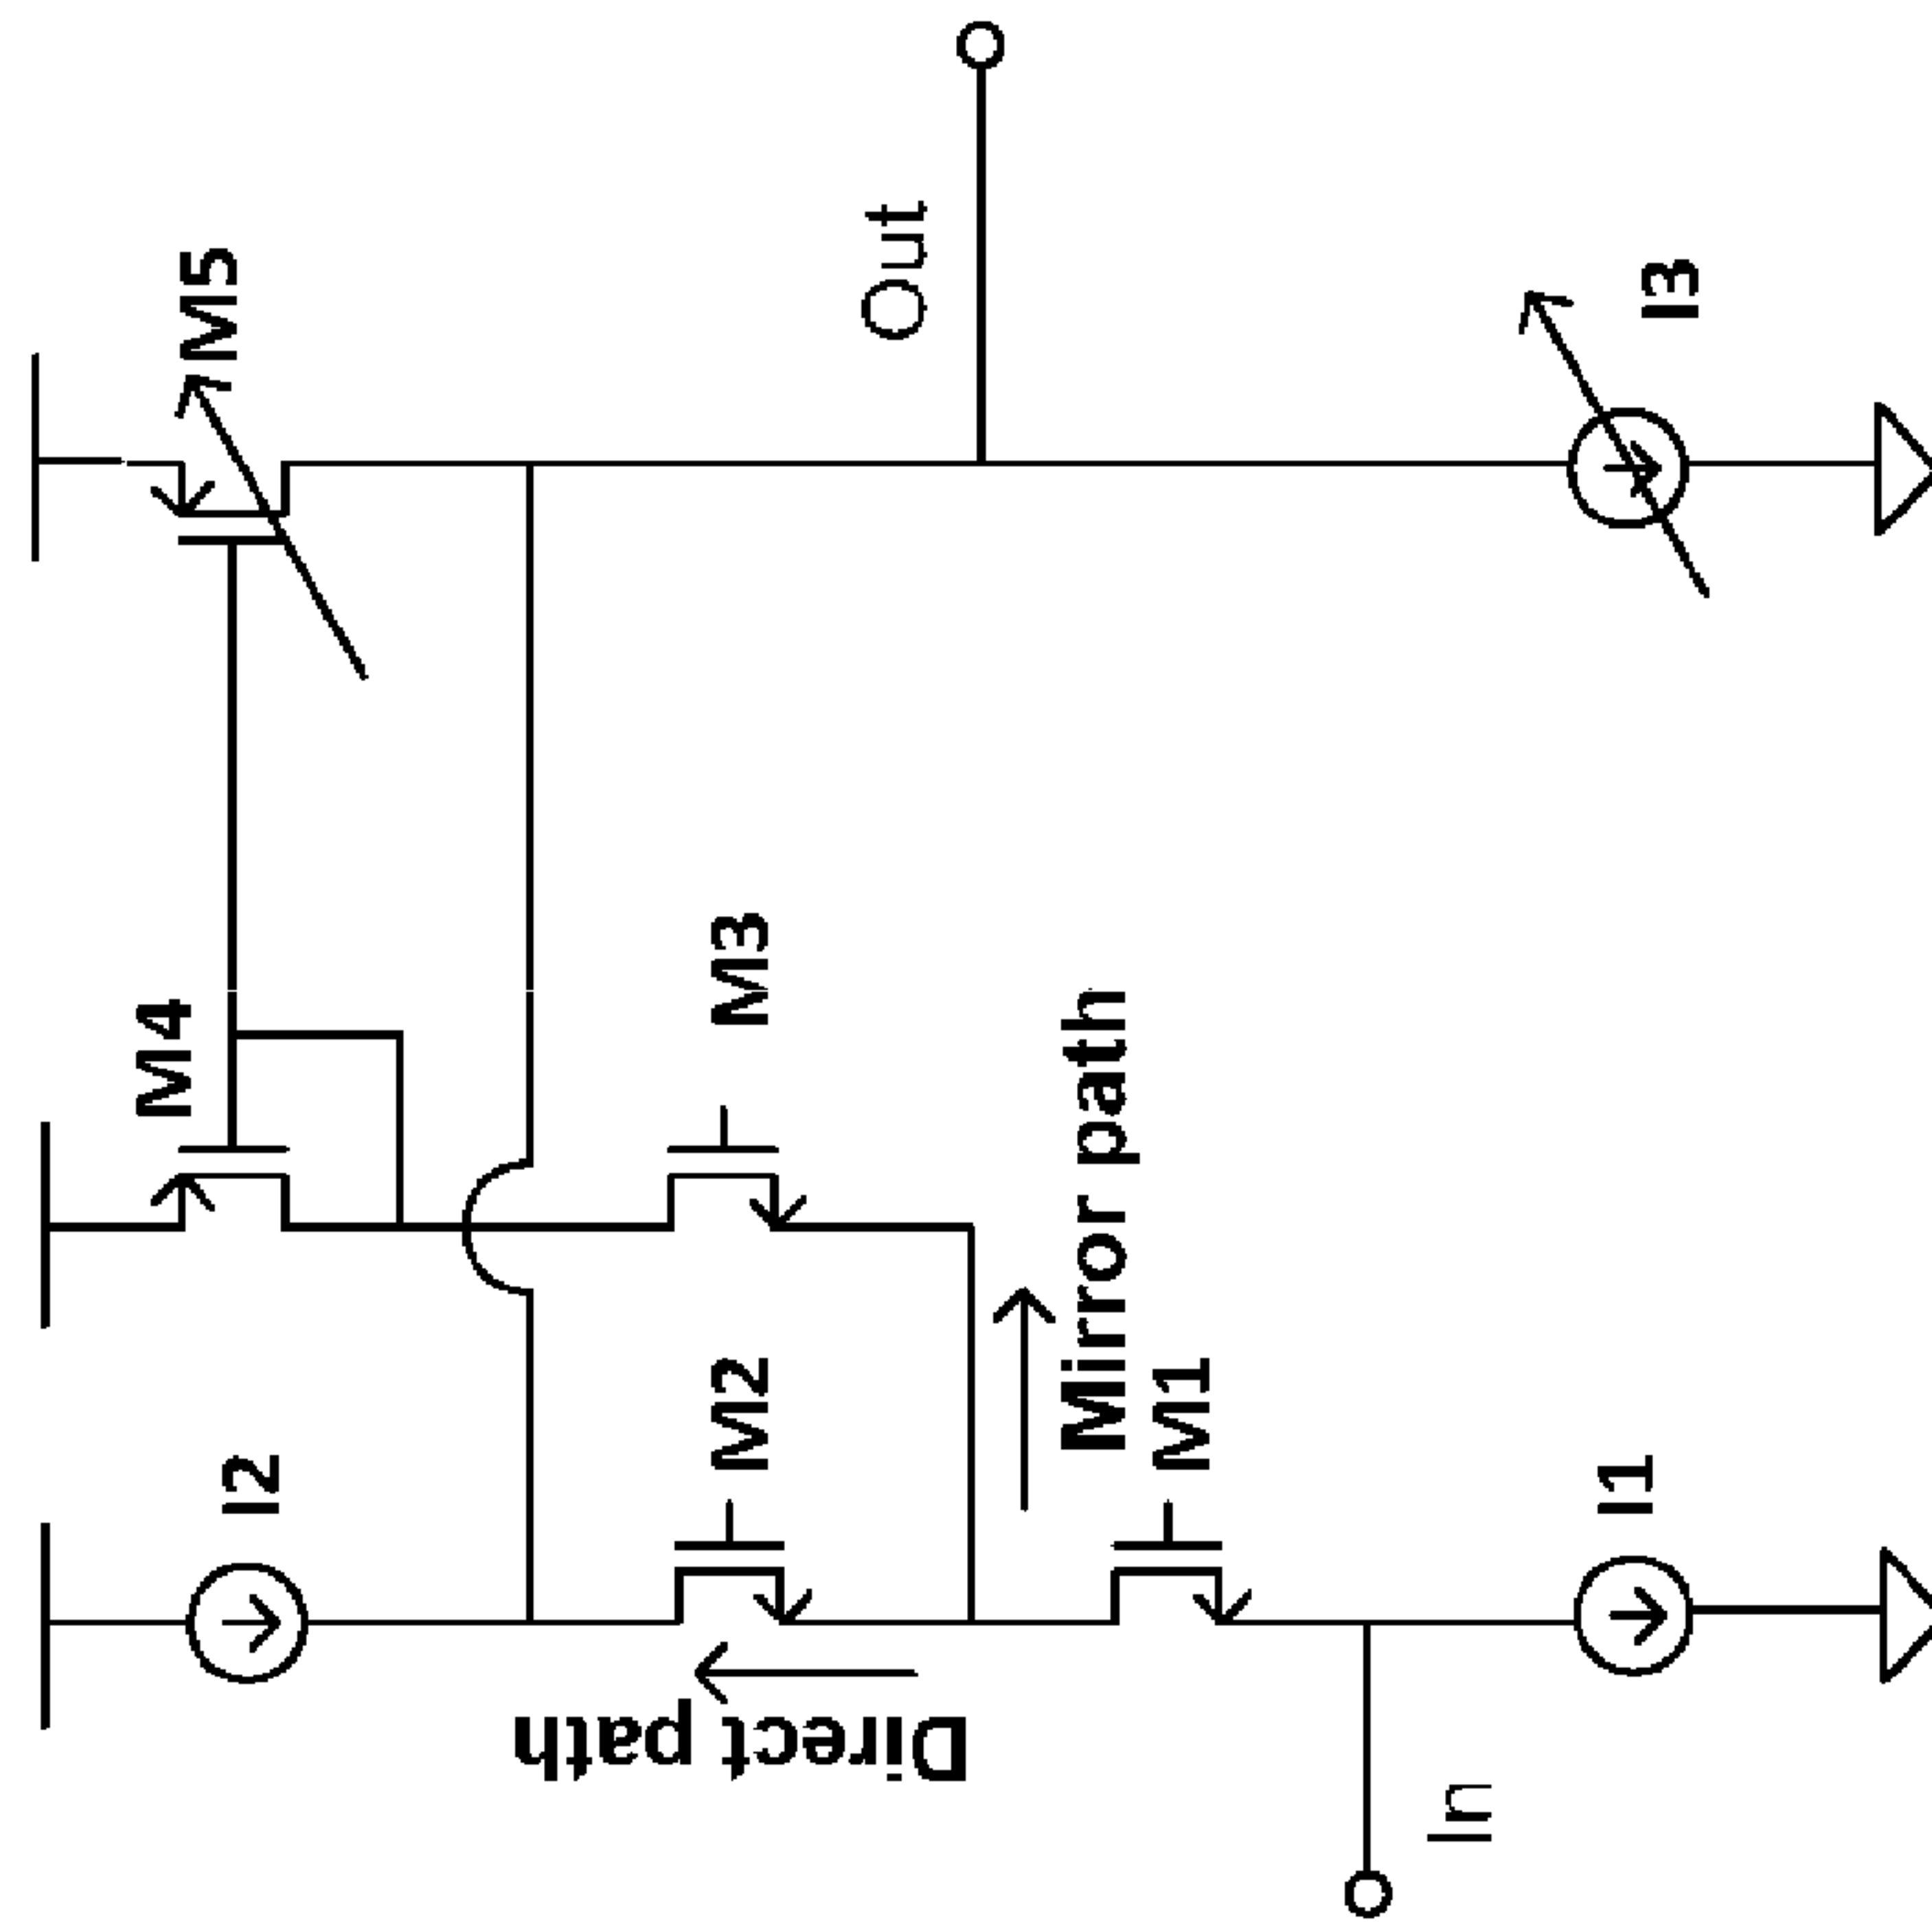 M5
Out
I3
M4
M3
Mirror path
I2
M2
M1
I1
Direct path
In